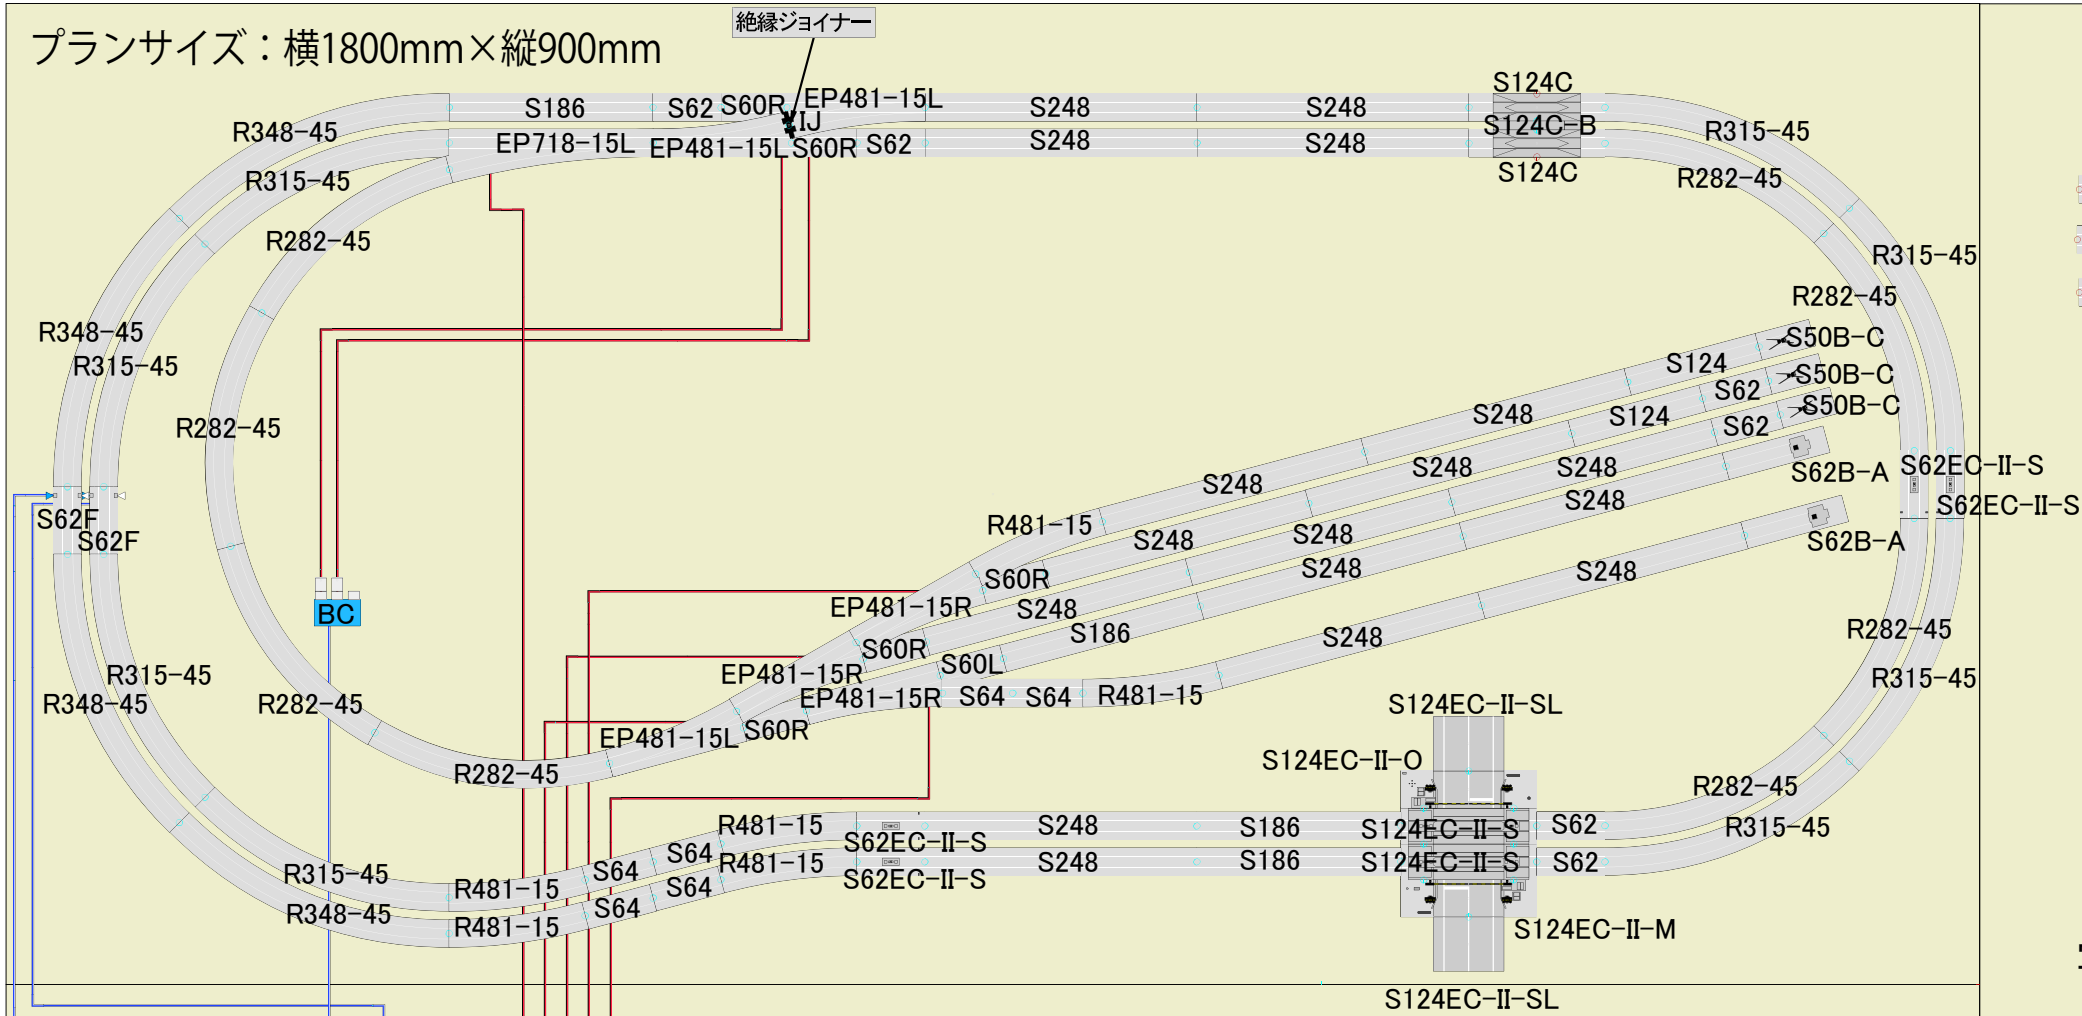 絶縁ジョイナー
プランサイズ：横1800mm×縦900mm
S124C
S186
S62
S60R
EP481-15L
S248
S248
IJ
S124C-B
R348-45
R315-45
EP718-15L
EP481-15L
S60R
S62
S248
S248
S124C
R315-45
R282-45
R282-45
R315-45
R282-45
R348-45
R315-45
S50B-C
S124
S50B-C
S62
S50B-C
S248
S124
S62
R282-45
S248
S248
S62B-A
S62EC-II-S
S62EC-II-S
S248
S248
S62F
S62F
R481-15
S248
S248
S62B-A
S248
S248
S60R
BC
EP481-15R
S248
S186
S248
R282-45
S60R
S60L
R315-45
R348-45
R282-45
EP481-15R
EP481-15R
S64
S64
R481-15
R315-45
S124EC-II-SL
S60R
EP481-15L
S124EC-II-O
R282-45
R282-45
R481-15
S248
S186
S124EC-II-S
S62
R315-45
S62EC-II-S
S64
S64
R481-15
S248
S186
S124EC-II-S
S62
R315-45
R481-15
S64
S62EC-II-S
R348-45
R481-15
S64
S124EC-II-M
S124EC-II-SL